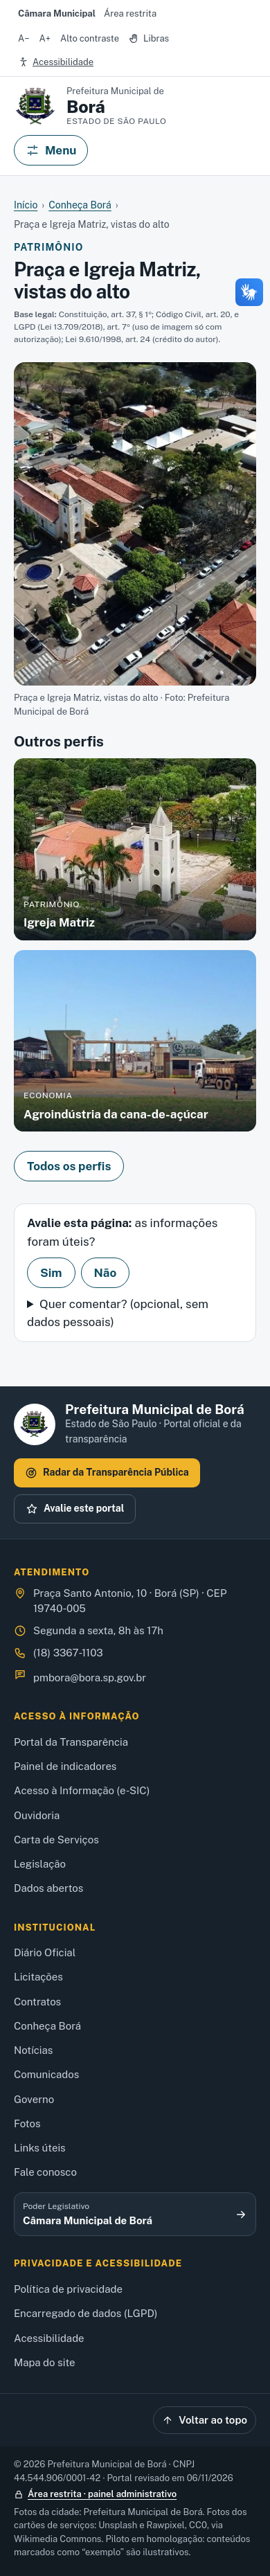 Câmara Municipal Área restrita
A− A+ Alto contraste Libras
Acessibilidade
Prefeitura Municipal de
Borá
ESTADO DE SÃO PAULO
Menu
Início › Conheça Borá ›
Praça e Igreja Matriz, vistas do alto
PATRIMÔNIO
Praça e Igreja Matriz,
vistas do alto
Base legal: Constituição, art. 37, § 1º; Código Civil, art. 20, e
LGPD (Lei 13.709/2018), art. 7º (uso de imagem só com
autorização); Lei 9.610/1998, art. 24 (crédito do autor).
Praça e Igreja Matriz, vistas do alto · Foto: Prefeitura
Municipal de Borá
Outros perfis
PATRIMÔNIO
Igreja Matriz
ECONOMIA
Agroindústria da cana-de-açúcar
Todos os perfis
Avalie esta página: as informações
foram úteis?
Sim Não
▶ Quer comentar? (opcional, sem
dados pessoais)
Prefeitura Municipal de Borá
Estado de São Paulo · Portal oficial e da
transparência
Radar da Transparência Pública
Avalie este portal
ATENDIMENTO
Praça Santo Antonio, 10 · Borá (SP) · CEP
19740-005
Segunda a sexta, 8h às 17h
(18) 3367-1103
pmbora@bora.sp.gov.br
ACESSO À INFORMAÇÃO
Portal da Transparência
Painel de indicadores
Acesso à Informação (e-SIC)
Ouvidoria
Carta de Serviços
Legislação
Dados abertos
INSTITUCIONAL
Diário Oficial
Licitações
Contratos
Conheça Borá
Notícias
Comunicados
Governo
Fotos
Links úteis
Fale conosco
Poder Legislativo
Câmara Municipal de Borá
PRIVACIDADE E ACESSIBILIDADE
Política de privacidade
Encarregado de dados (LGPD)
Acessibilidade
Mapa do site
Voltar ao topo
© 2026 Prefeitura Municipal de Borá · CNPJ
44.544.906/0001-42 · Portal revisado em 06/11/2026
Área restrita · painel administrativo
Fotos da cidade: Prefeitura Municipal de Borá. Fotos dos
cartões de serviços: Unsplash e Rawpixel, CC0, via
Wikimedia Commons. Piloto em homologação: conteúdos
marcados como "exemplo" são ilustrativos.